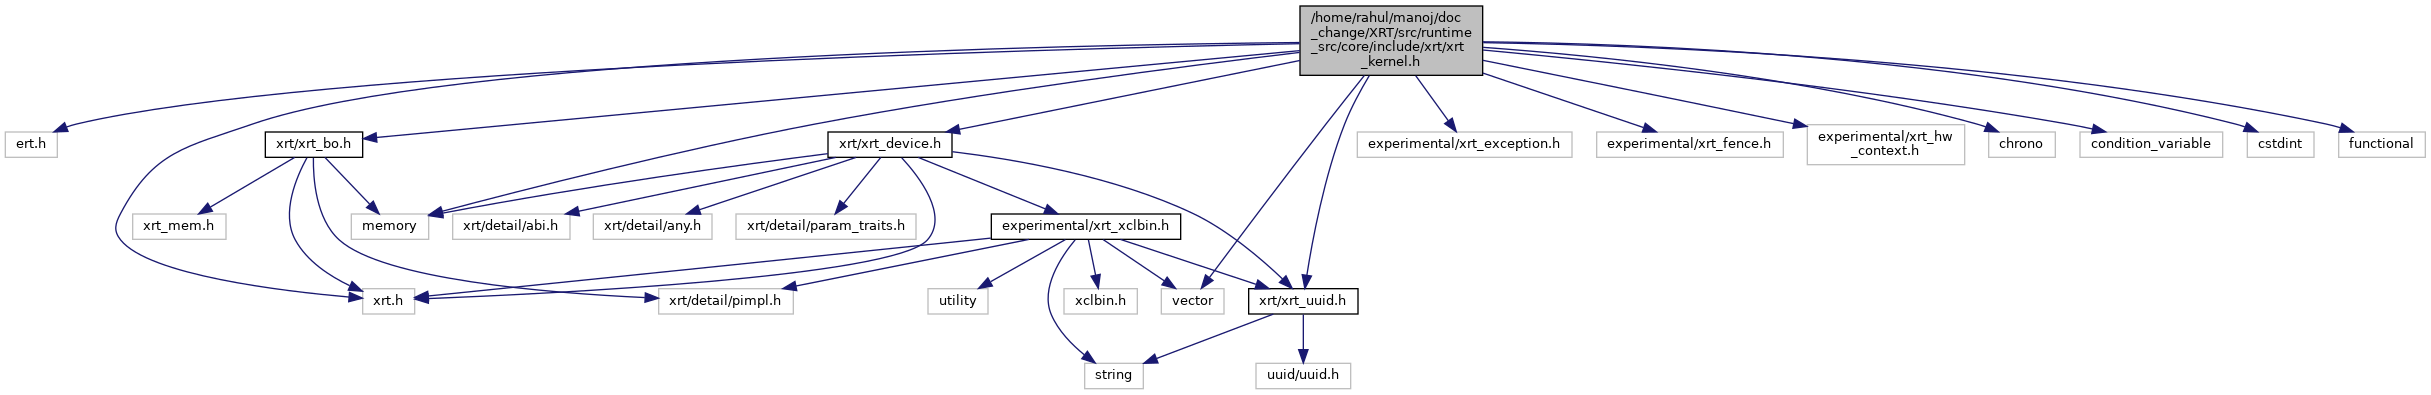 /home/rahul/manoj/doc
_change/XRT/src/runtime
_src/core/include/xrt/xrt
_kernel.h
ert.h
xrt/xrt_bo.h
xrt/xrt_device.h
experimental/xrt_exception.h
experimental/xrt_fence.h
experimental/xrt_hw
_context.h
chrono
condition_variable
cstdint
functional
xrt_mem.h
memory
xrt/detail/abi.h
xrt/detail/any.h
xrt/detail/param_traits.h
experimental/xrt_xclbin.h
xrt.h
xrt/detail/pimpl.h
utility
xclbin.h
vector
xrt/xrt_uuid.h
string
uuid/uuid.h